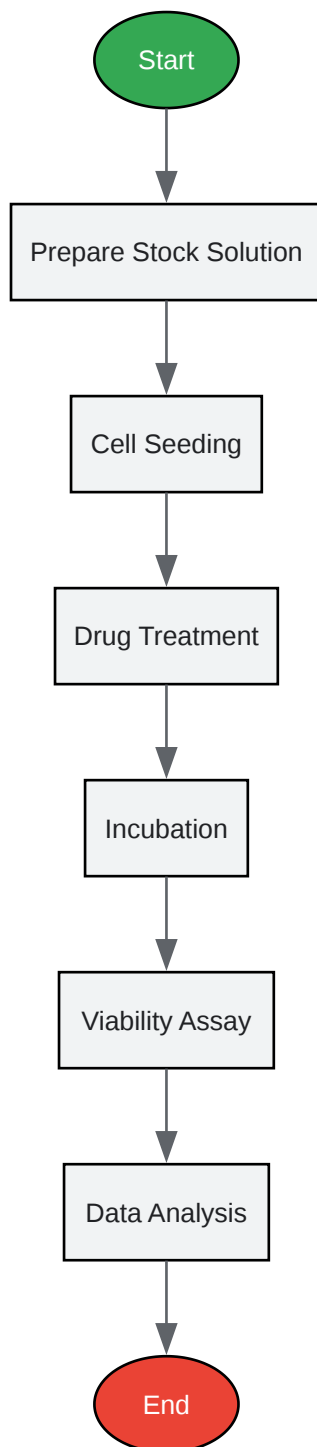 Start
Prepare Stock Solution
Cell Seeding
Drug Treatment
Incubation
Viability Assay
Data Analysis
End